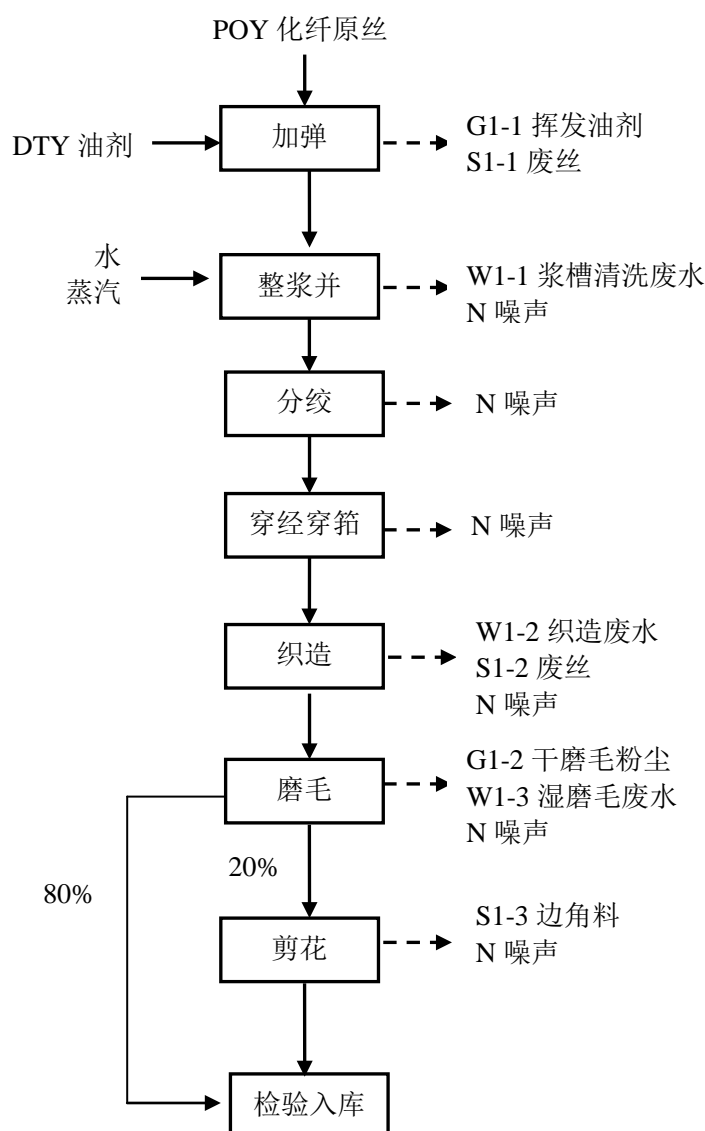 POY 化纤原丝
DTY 油剂
加弹
G1-1 挥发油剂
S1-1 废丝
水
蒸汽
整浆并
W1-1 浆槽清洗废水
N 噪声
分绞
N 噪声
穿经穿筘
N 噪声
织造
W1-2 织造废水
S1-2 废丝
N 噪声
磨毛
G1-2 干磨毛粉尘
W1-3 湿磨毛废水
N 噪声
80%
20%
剪花
S1-3 边角料
N 噪声
检验入库